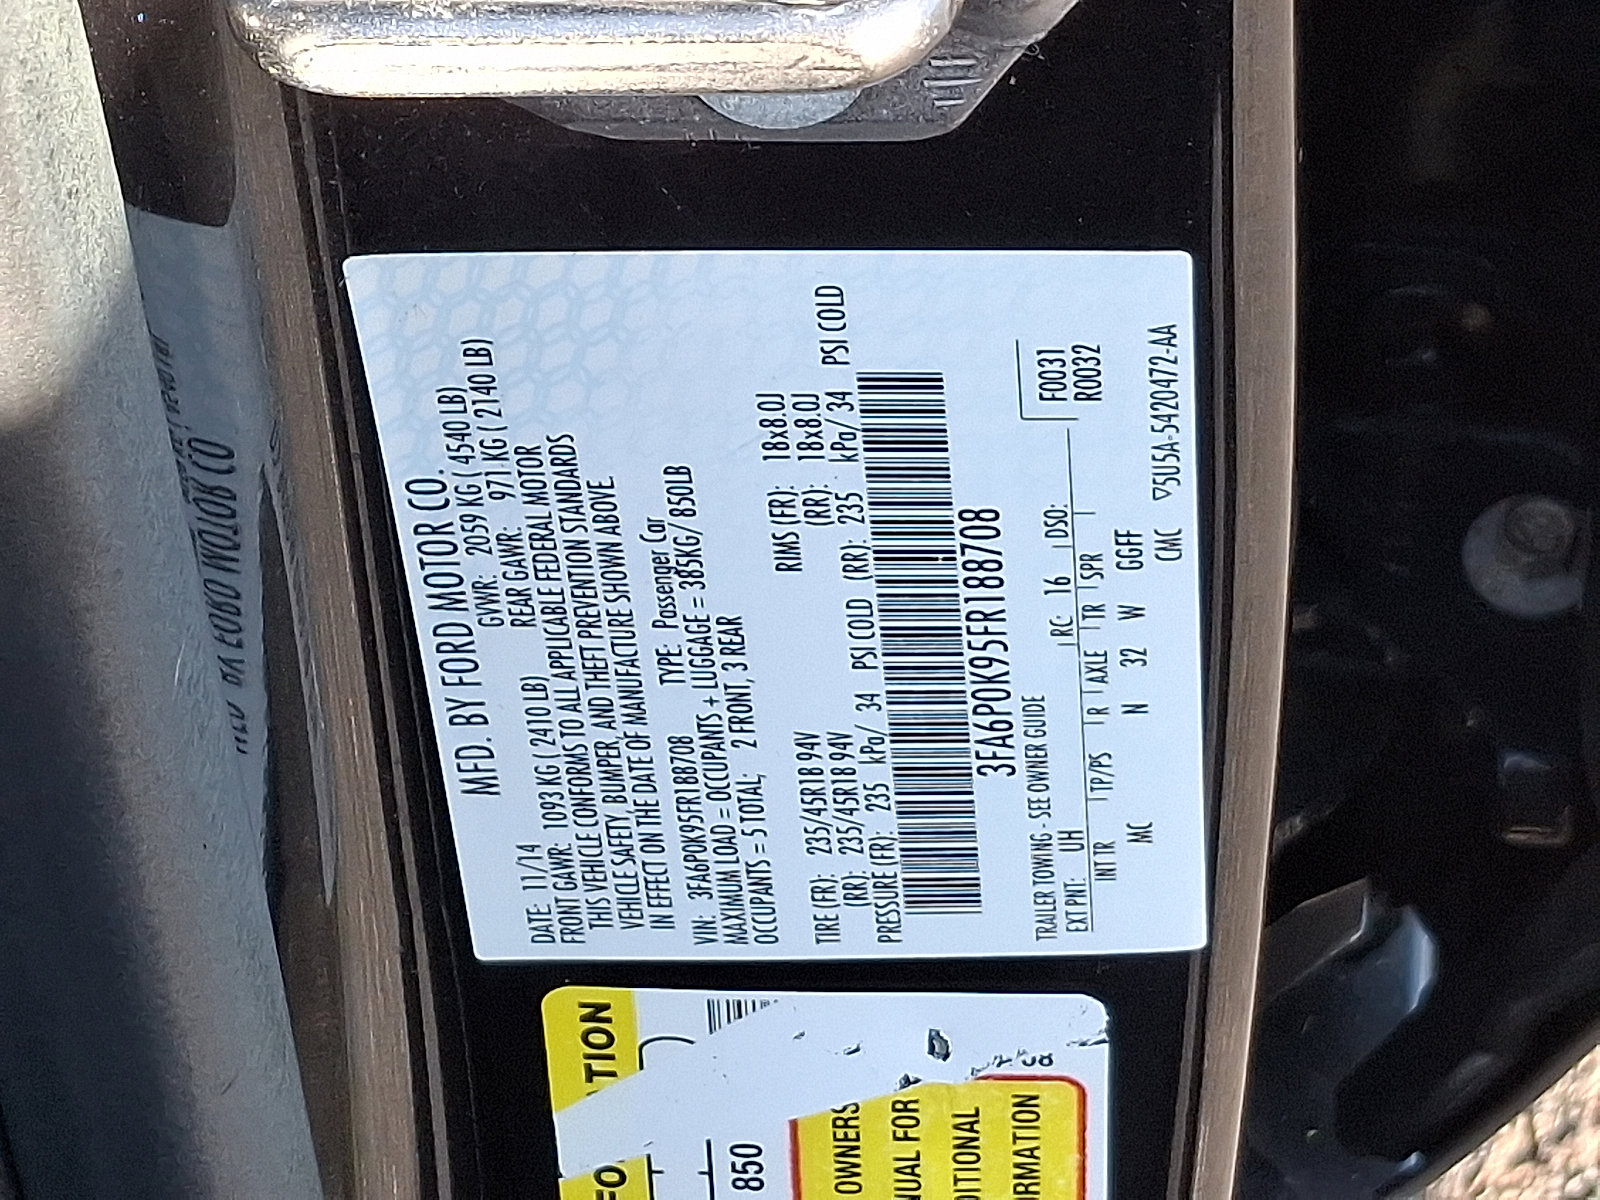 MFD. BY FORD MOTOR CO.
DATE: 11/14 GVWR: 2059 KG ( 4540 LB)
FRONT GAWR: 1093 KG ( 2410 LB) REAR GAWR: 971 KG ( 2140 LB)
THIS VEHICLE CONFORMS TO ALL APPLICABLE FEDERAL MOTOR
VEHICLE SAFETY, BUMPER, AND THEFT PREVENTION STANDARDS
IN EFFECT ON THE DATE OF MANUFACTURE SHOWN ABOVE.
VIN: 3FA6P0K95FR188708 TYPE: Passenger Car
MAXIMUM LOAD = OCCUPANTS + LUGGAGE = 385KG/ 850LB
OCCUPANTS = 5 TOTAL; 2 FRONT, 3 REAR
TIRE (FR): 235/45R18 94V RIMS (FR): 18x8.0J
(RR): 235/45R18 94V (RR): 18x8.0J
PRESSURE (FR): 235 kPa/ 34 PSI COLD (RR): 235 kPa/ 34 PSI COLD
3FA6P0K95FR188708
TRAILER TOWING - SEE OWNER GUIDE
F0031
R0032
EXT PNT: UH RC: 16 DSO:
INT TR TP/PS R AXLE TR SPR
MC N 32 W GGFF
CMC ▽5U5A-5420472-AA
TION
FO
850
OWNERS
NUAL FOR
DITIONAL
RMATION